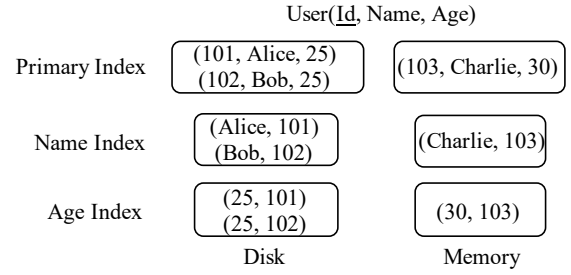 User(Id, Name, Age)
Primary Index
(101, Alice, 25)
(102, Bob, 25)
(103, Charlie, 30)
Name Index
(Alice, 101)
(Bob, 102)
(Charlie, 103)
Age Index
(25, 101)
(25, 102)
(30, 103)
Disk
Memory